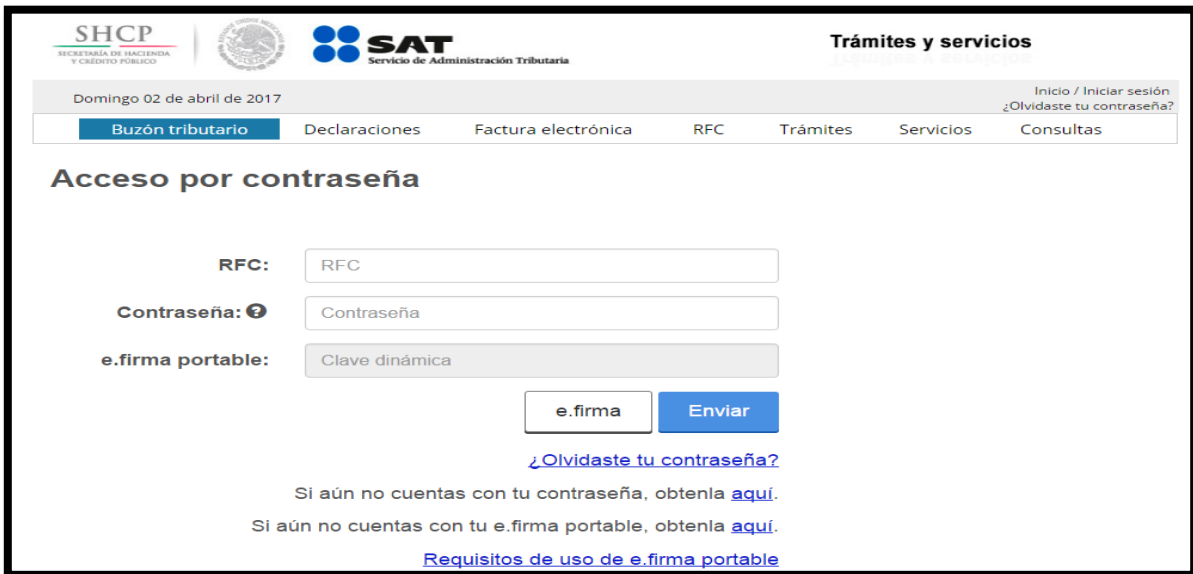 SHCP
SECRETARÍA DE HACIENDA
Y CRÉDITO PÚBLICO
SAT
Servicio de Administración Tributaria
Trámites y servicios
Domingo 02 de abril de 2017
Inicio / Iniciar sesión
¿Olvidaste tu contraseña?
Buzón tributario Declaraciones Factura electrónica RFC Trámites Servicios Consultas
Acceso por contraseña
RFC: RFC
Contraseña: Contraseña
e.firma portable: Clave dinámica
e.firma Enviar
¿Olvidaste tu contraseña?
Si aún no cuentas con tu contraseña, obtenla aquí.
Si aún no cuentas con tu e.firma portable, obtenla aquí.
Requisitos de uso de e.firma portable